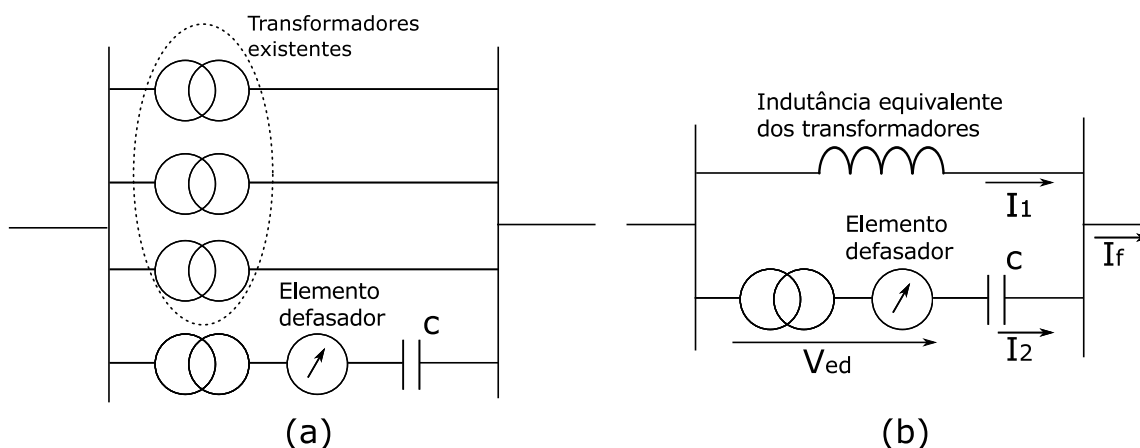 Transformadores
existentes
Elemento
defasador
C
(a)
Indutância equivalente
dos transformadores
I1
Elemento
defasador
If
C
Ved
I2
(b)